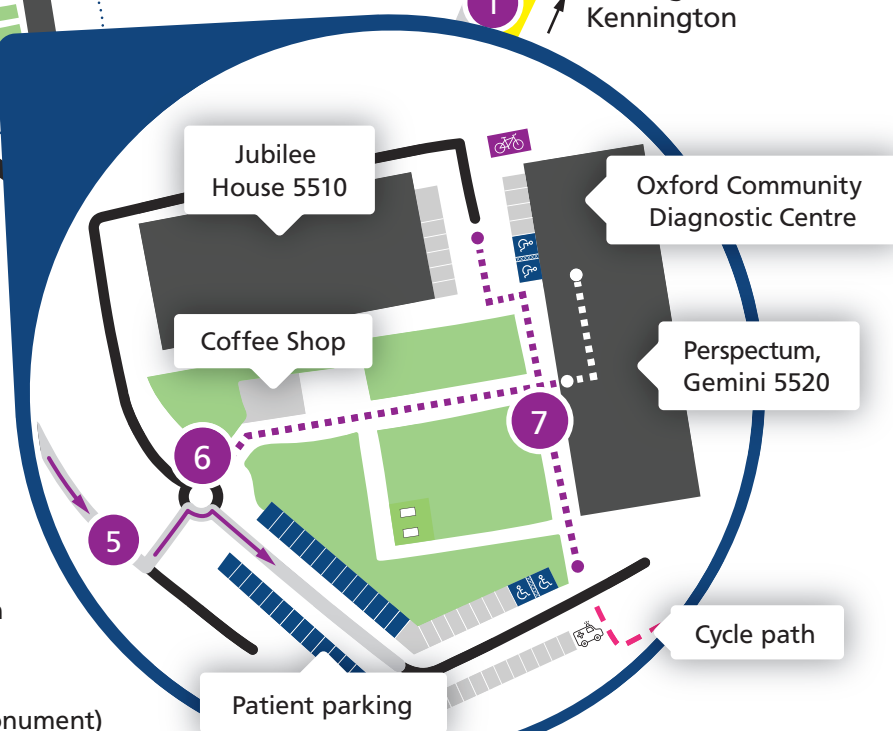 1
Kennington
Jubilee
House 5510
Oxford Community
Diagnostic Centre
Coffee Shop
Perspectum,
Gemini 5520
7
6
5
Cycle path
Patient parking
onument)